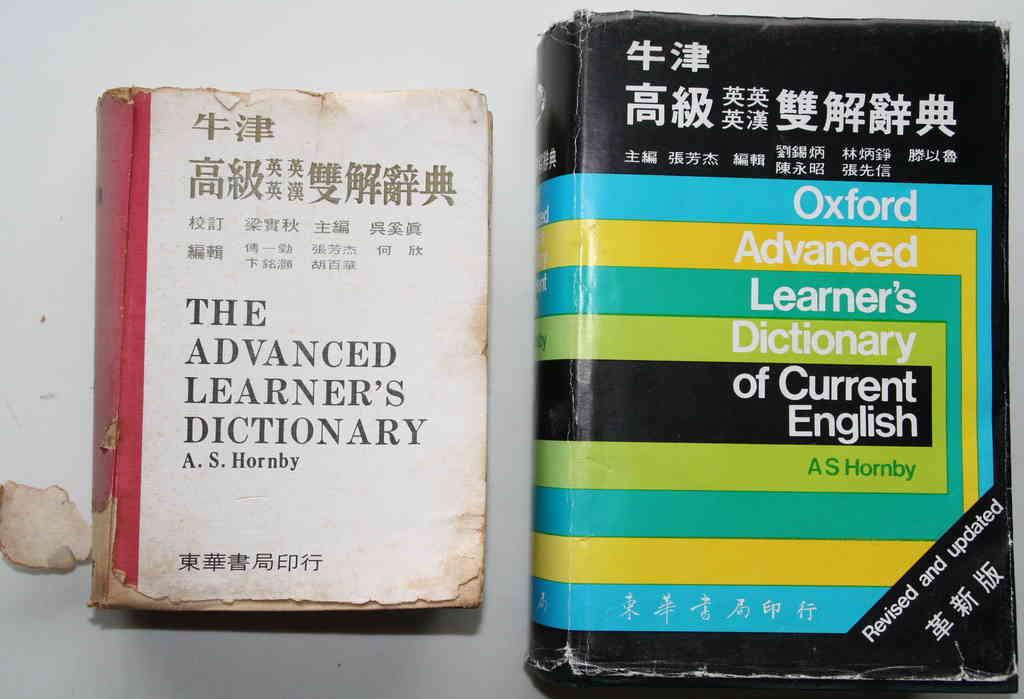 牛津
高級英英英漢雙解辭典
校訂 梁實秋 主編 吳奚眞
編輯 傅一勤 張芳杰 何欣
卞銘灝 胡百華
THE
ADVANCED
LEARNER'S
DICTIONARY
A. S. Hornby
東華書局印行
牛津
高級英英英漢雙解辭典
主編 張芳杰 編輯 劉錫炳 林炳錚 滕以魯
陳永昭 張先信
Oxford
Advanced
Learner's
Dictionary
of Current
English
A S Hornby
Revised and updated
革新版
東華書局印行